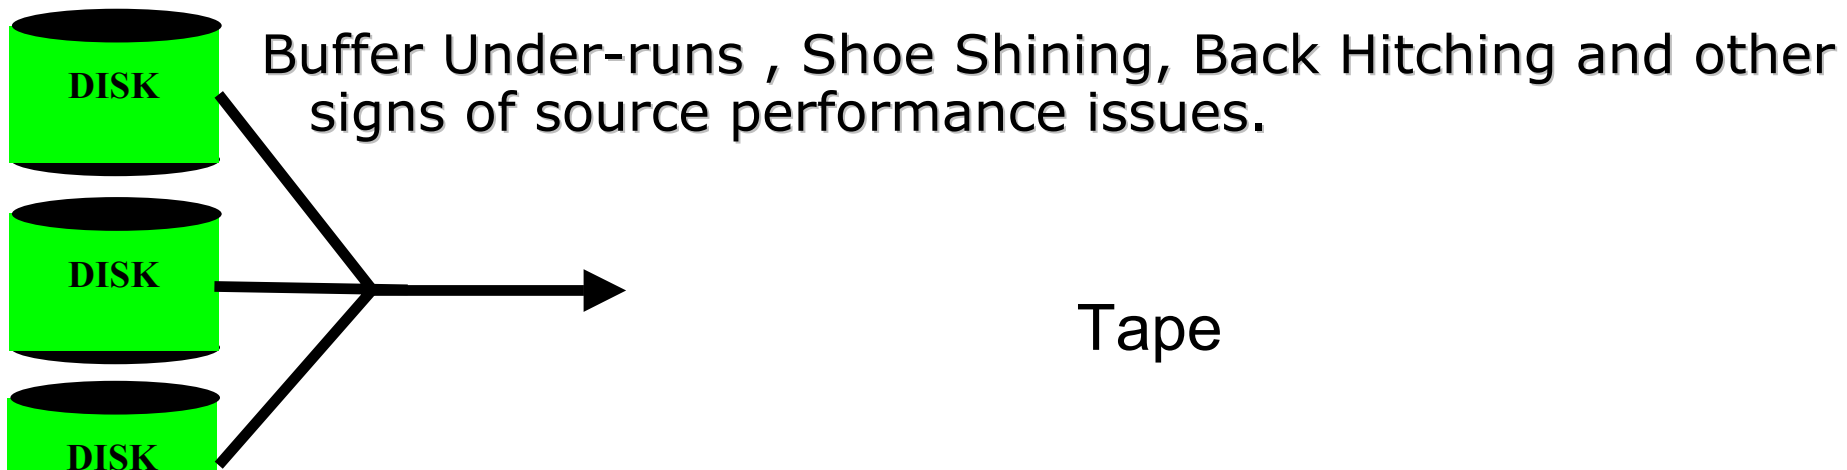 Buffer Under-runs , Shoe Shining, Back Hitching and other
signs of source performance issues.
DISK
DISK
Tape
DISK